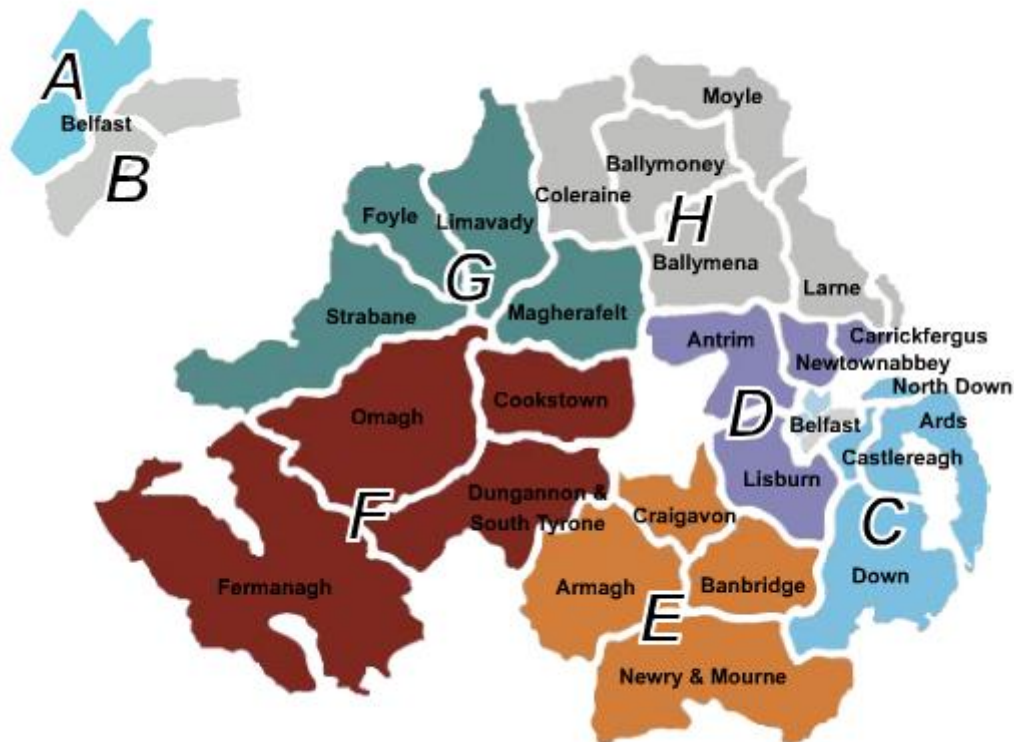 A
Belfast
B
Moyle
Ballymoney
Coleraine
H
Foyle
Limavady
Ballymena
G
Larne
Strabane
Magherafelt
Antrim
Carrickfergus
Newtownabbey
North Down
Omagh
Cookstown
D
Belfast
Ards
Castlereagh
Lisburn
Dungannon &
South Tyrone
F
Craigavon
C
Fermanagh
Armagh
Banbridge
Down
E
Newry & Mourne